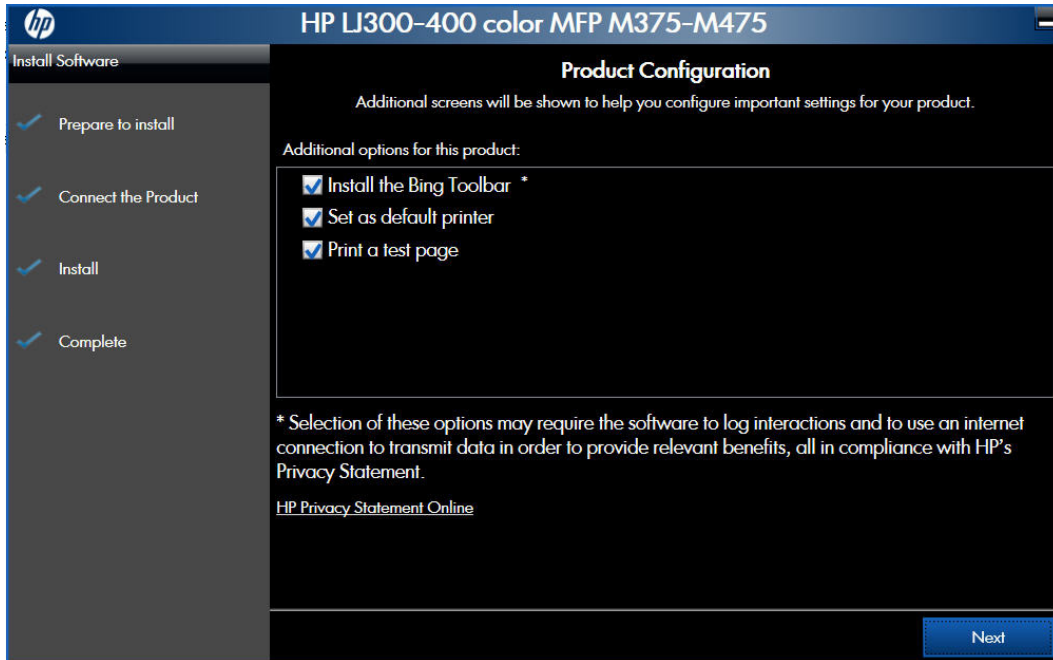 hp
HP LJ300-400 color MFP M375-M475
Install Software
Prepare to install
Connect the Product
Install
Complete
Product Configuration
Additional screens will be shown to help you configure important settings for your product.
Additional options for this product:
Install the Bing Toolbar *
Set as default printer
Print a test page
* Selection of these options may require the software to log interactions and to use an internet
connection to transmit data in order to provide relevant benefits, all in compliance with HP's
Privacy Statement.
HP Privacy Statement Online
Next